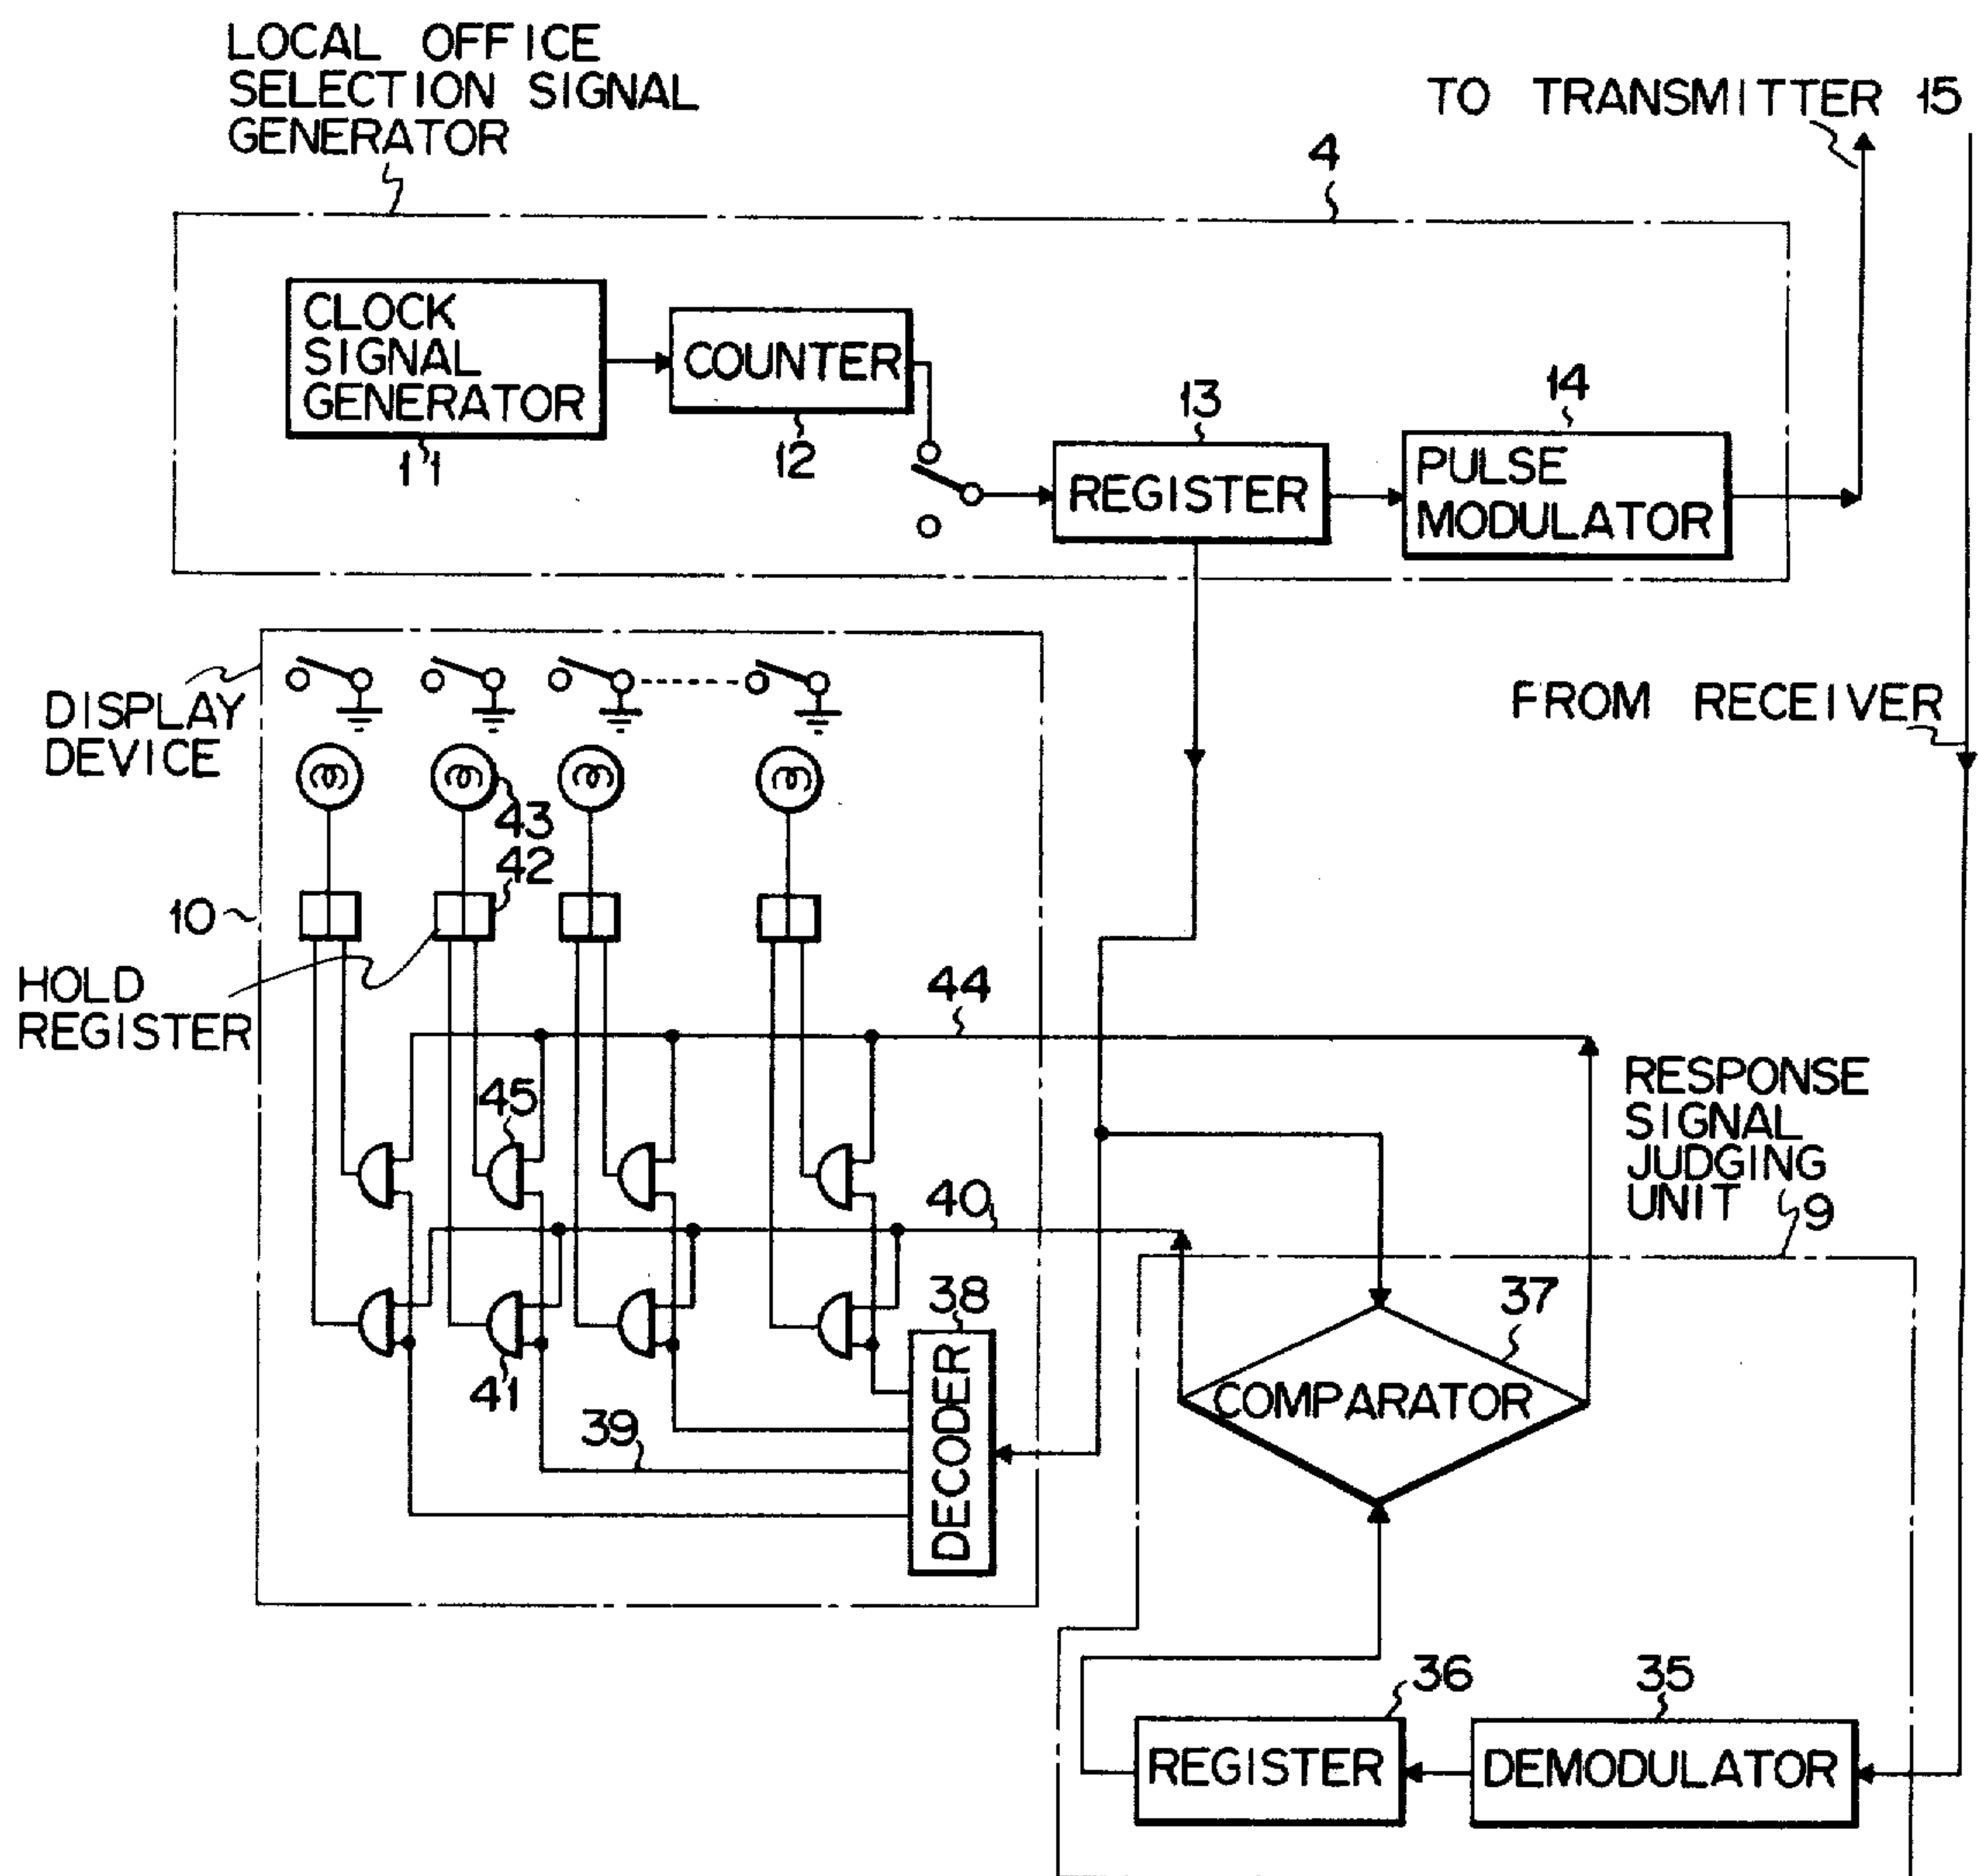 LOCAL OFFICE
SELECTION SIGNAL
GENERATOR
TO TRANSMITTER 15
4
CLOCK
SIGNAL
GENERATOR
11
COUNTER
12
13
REGISTER
14
PULSE
MODULATOR
DISPLAY
DEVICE
FROM RECEIVER
43
42
10
HOLD
REGISTER
44
45
RESPONSE
SIGNAL
JUDGING
UNIT
9
40
38
37
41
DECODER
COMPARATOR
39
36
35
REGISTER
DEMODULATOR